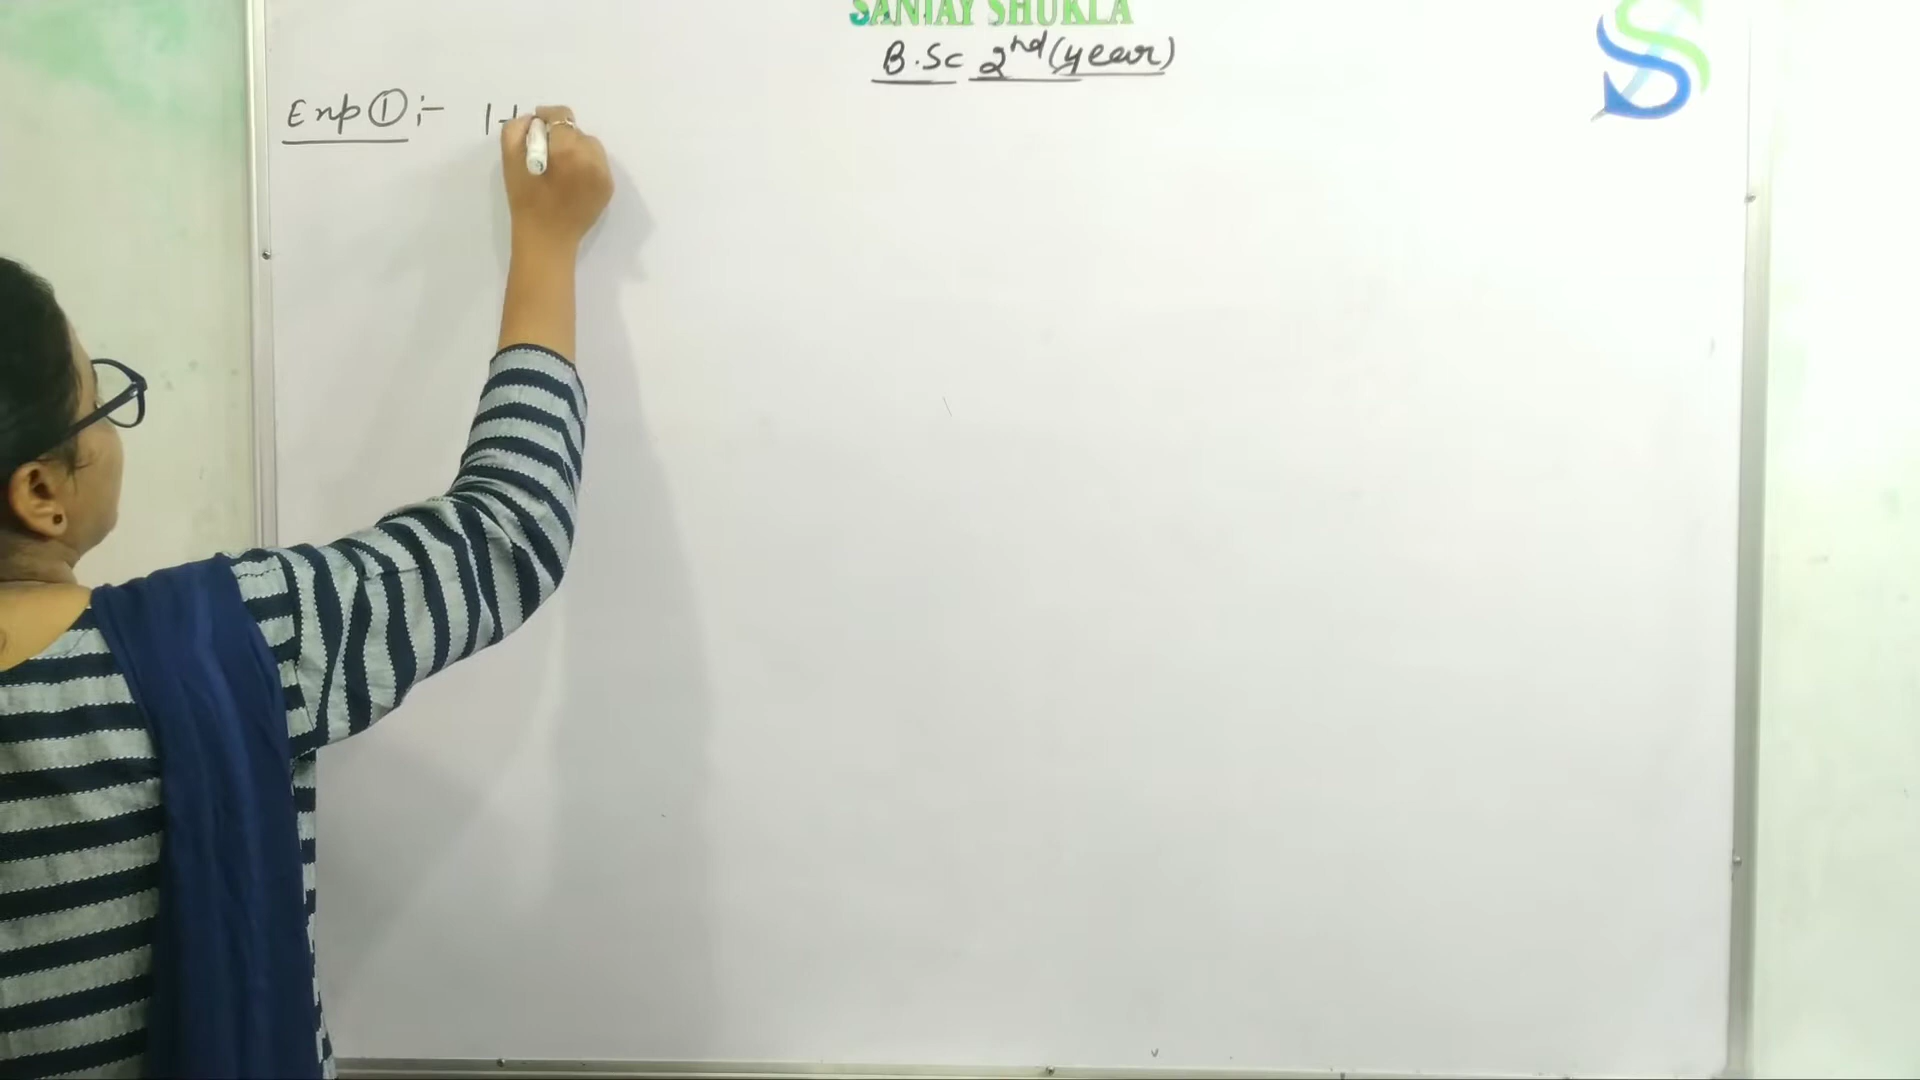 SANJAY SHUKLA
B.Sc 2nd (year)
Exp ① :-